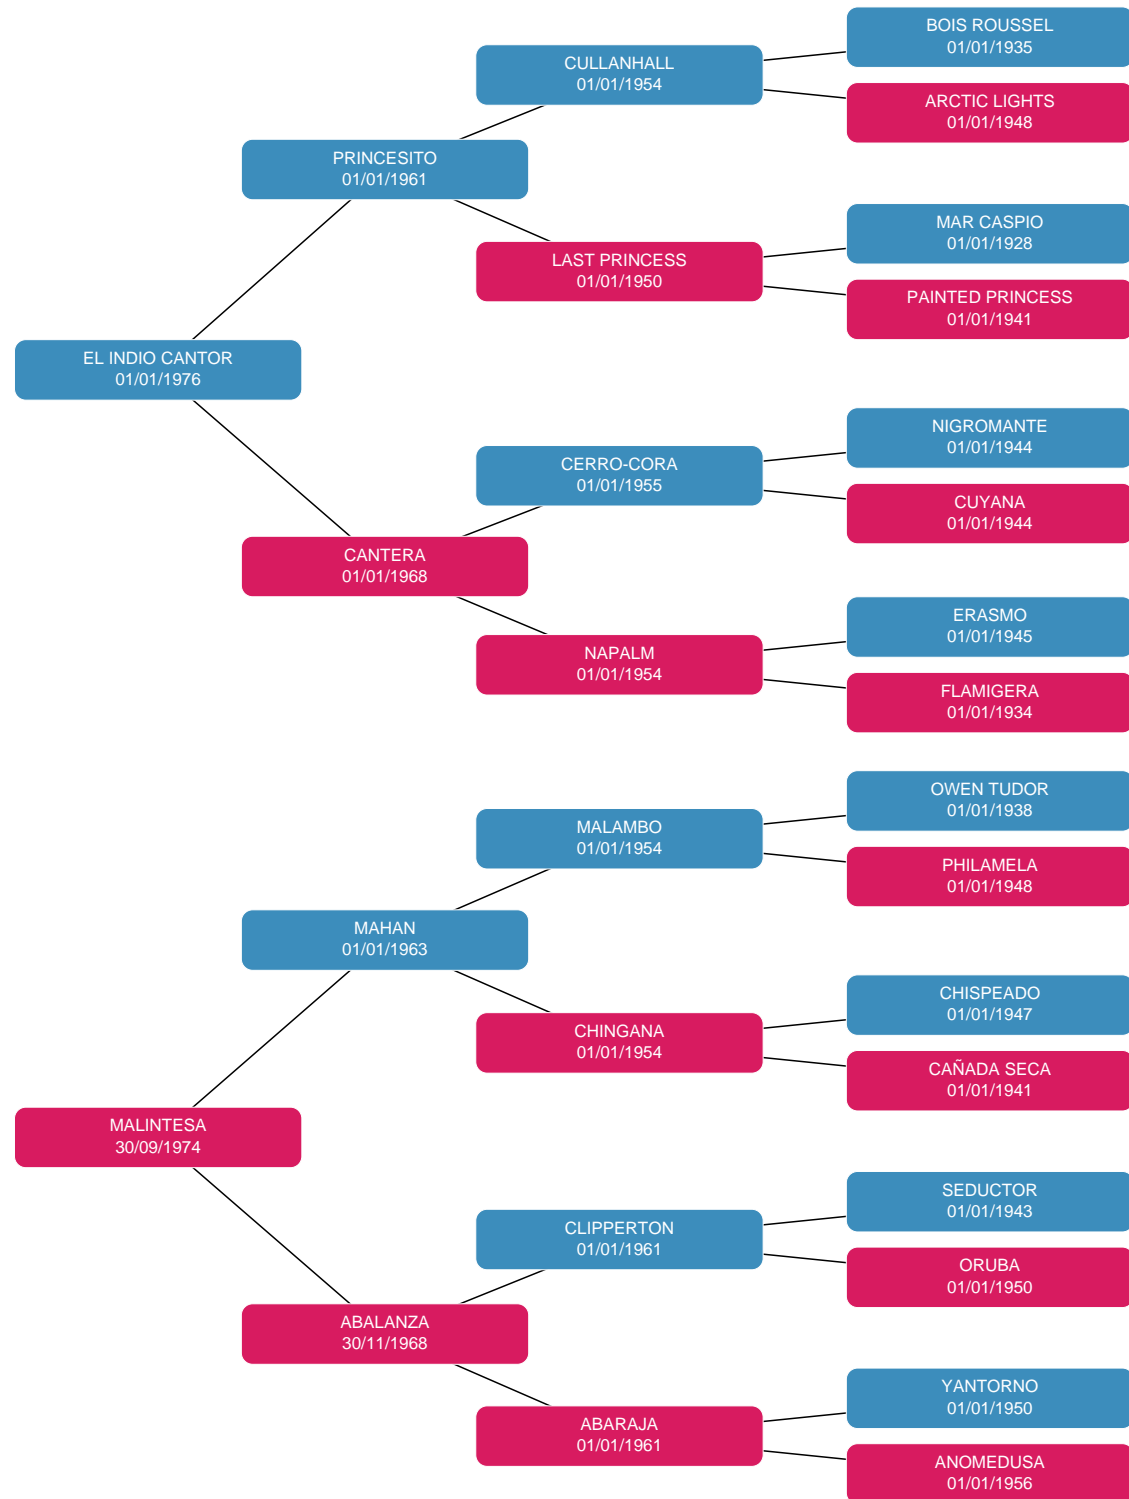 BOIS ROUSSEL
01/01/1935
CULLANHALL
01/01/1954
ARCTIC LIGHTS
01/01/1948
PRINCESITO
01/01/1961
MAR CASPIO
01/01/1928
LAST PRINCESS
01/01/1950
PAINTED PRINCESS
01/01/1941
EL INDIO CANTOR
01/01/1976
NIGROMANTE
01/01/1944
CERRO-CORA
01/01/1955
CUYANA
01/01/1944
CANTERA
01/01/1968
ERASMO
01/01/1945
NAPALM
01/01/1954
FLAMIGERA
01/01/1934
OWEN TUDOR
01/01/1938
MALAMBO
01/01/1954
PHILAMELA
01/01/1948
MAHAN
01/01/1963
CHISPEADO
01/01/1947
CHINGANA
01/01/1954
CAÑADA SECA
01/01/1941
MALINTESA
30/09/1974
SEDUCTOR
01/01/1943
CLIPPERTON
01/01/1961
ORUBA
01/01/1950
ABALANZA
30/11/1968
YANTORNO
01/01/1950
ABARAJA
01/01/1961
ANOMEDUSA
01/01/1956